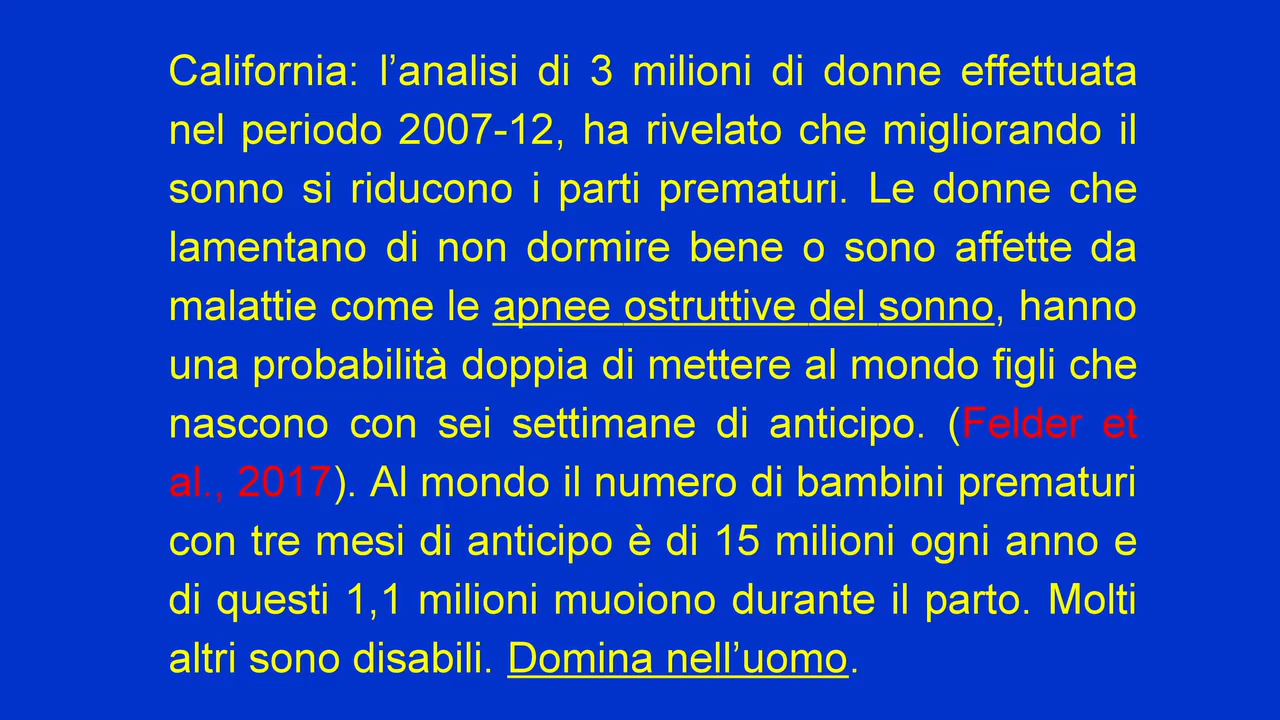 California: l’analisi di 3 milioni di donne effettuata
nel periodo 2007-12, ha rivelato che migliorando il
sonno si riducono i parti prematuri. Le donne che
lamentano di non dormire bene o sono affette da
malattie come le apnee ostruttive del sonno, hanno
una probabilità doppia di mettere al mondo figli che
nascono con sei settimane di anticipo. (Felder et
al., 2017). Al mondo il numero di bambini prematuri
con tre mesi di anticipo è di 15 milioni ogni anno e
di questi 1,1 milioni muoiono durante il parto. Molti
altri sono disabili. Domina nell’uomo.